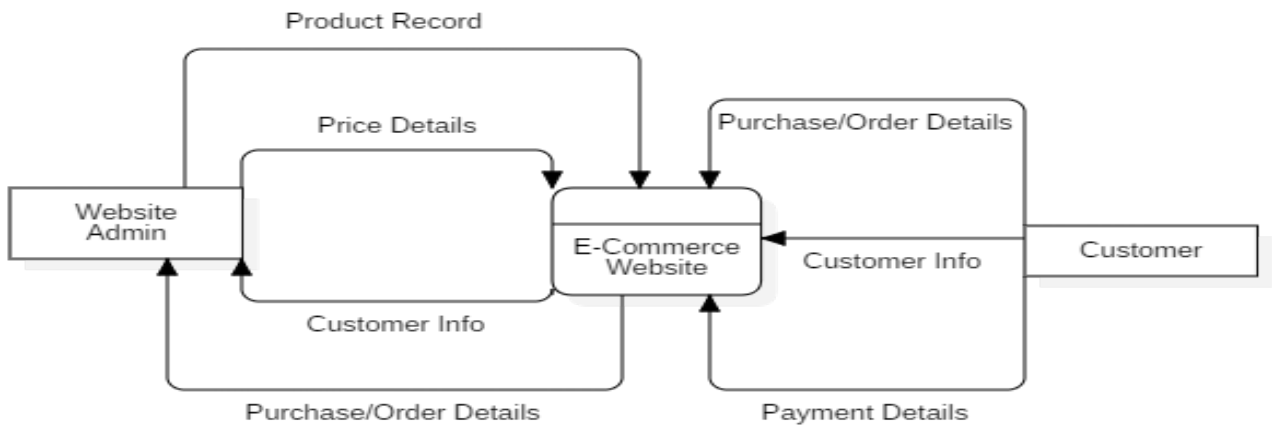 Product Record
Price Details
Purchase/Order Details
Website
Admin
E-Commerce
Website
Customer Info
Customer
Customer Info
Purchase/Order Details
Payment Details